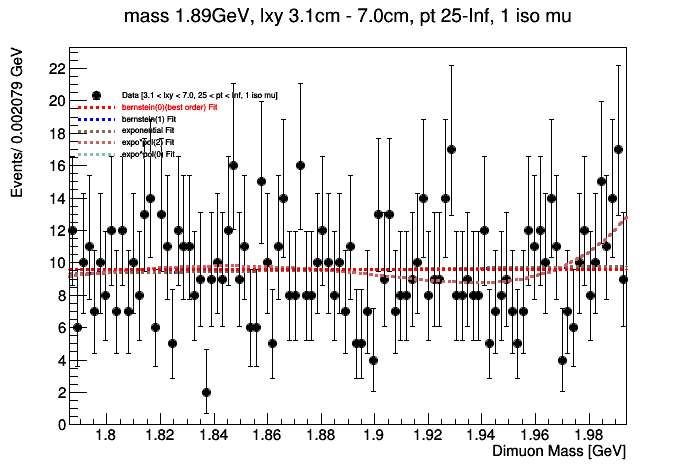 mass 1.89GeV, lxy 3.1cm - 7.0cm, pt 25-Inf, 1 iso mu
Events/ 0.002079 GeV
22
20
18
16
14
12
10
8
6
4
2
0
Data [3.1 < lxy < 7.0, 25 < pt < Inf, 1 iso mu]
bernstein(0)(best order) Fit
bernstein(1) Fit
exponential Fit
expo*pol(2) Fit
expo*pol(0) Fit
1.8 1.82 1.84 1.86 1.88 1.9 1.92 1.94 1.96 1.98
Dimuon Mass [GeV]